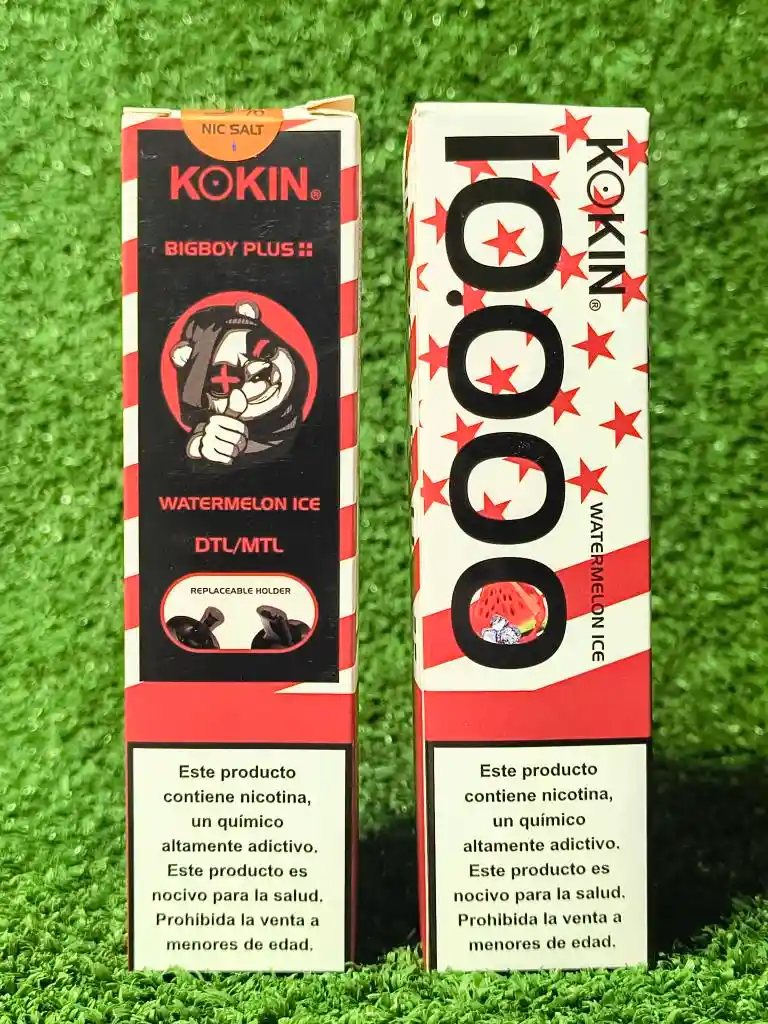 NIC SALT
KOKIN®
BIGBOY PLUS
WATERMELON ICE
DTL/MTL
REPLACEABLE HOLDER
Este producto
contiene nicotina,
un químico
altamente adictivo.
Este producto es
nocivo para la salud.
Prohibida la venta a
menores de edad.
KOKIN®
10.000
WATERMELON ICE
Este producto
contiene nicotina,
un químico
altamente adictivo.
Este producto es
nocivo para la salud.
Prohibida la venta a
menores de edad.